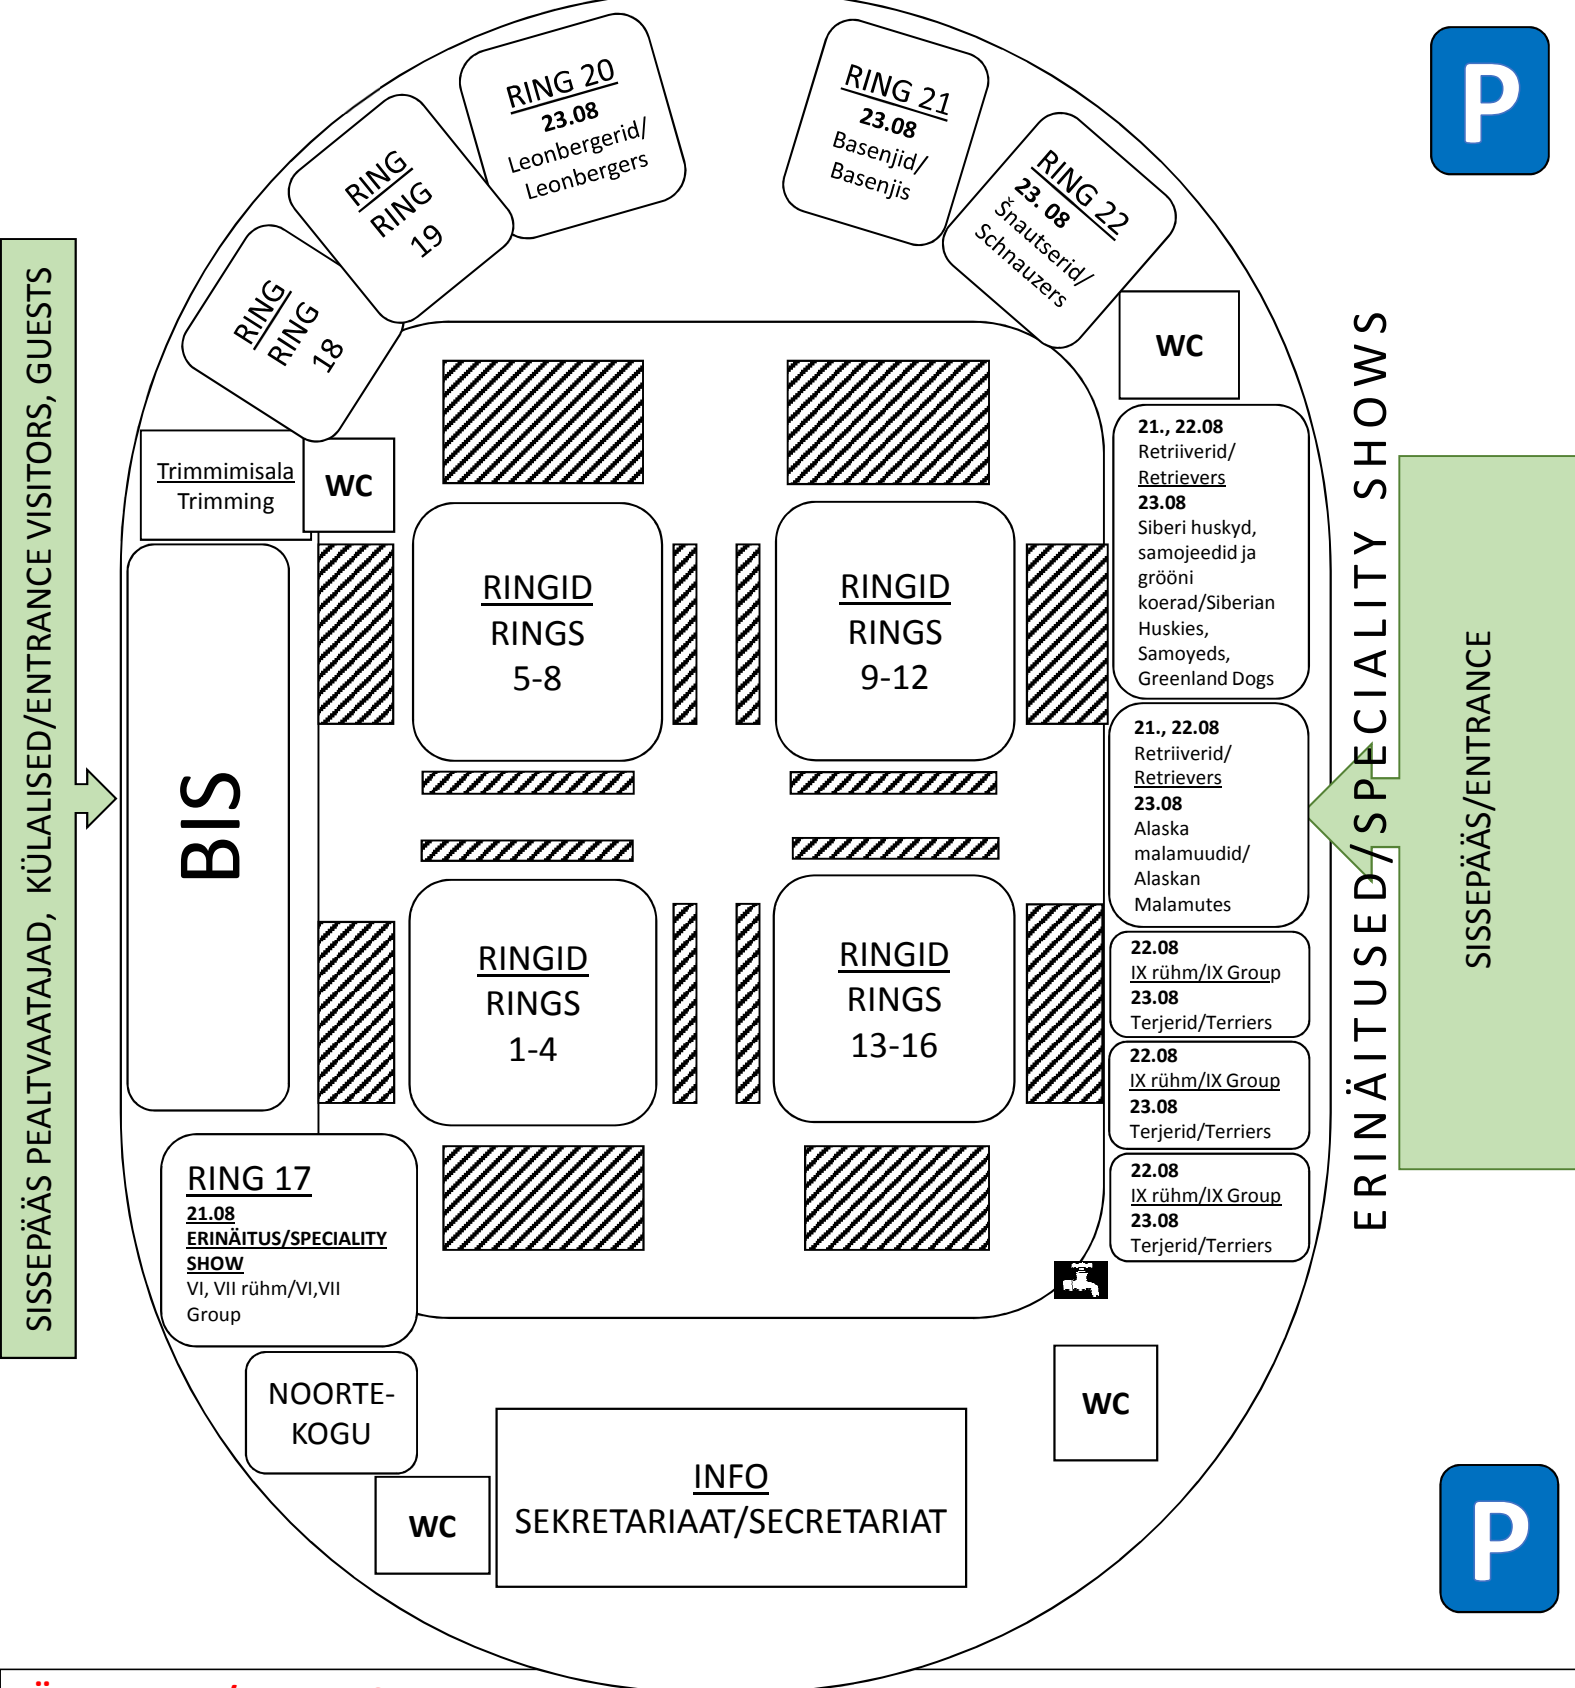 RING 20
23.08
Leonbergerid/
Leonbergers
RING 21
23.08
Basenjid/
Basenjis
P
RING
RING
19
RING 22
23. 08
Šnautserid/
Schnauzers
RING
RING
18
WC
Trimmimisala
Trimming
WC
SISSEPÄÄS PEALTVAATAJAD, KÜLALISED/ENTRANCE VISITORS, GUESTS
BIS
RINGID
RINGS
5-8
RINGID
RINGS
9-12
21., 22.08
Retriiverid/
Retrievers
23.08
Siberi huskyd,
samojeedid ja
grööni
koerad/Siberian
Huskies,
Samoyeds,
Greenland Dogs
21., 22.08
Retriiverid/
Retrievers
23.08
Alaska
malamuudid/
Alaskan
Malamutes
ERINÄITUSED/SPECIALITY SHOWS
SISSEPÄÄS/ENTRANCE
RINGID
RINGS
1-4
RINGID
RINGS
13-16
22.08
IX rühm/IX Group
23.08
Terjerid/Terriers
22.08
IX rühm/IX Group
23.08
Terjerid/Terriers
22.08
IX rühm/IX Group
23.08
Terjerid/Terriers
RING 17
21.08
ERINÄITUS/SPECIALITY
SHOW
VI, VII rühm/VI,VII
Group
NOORTE-
KOGU
WC
INFO
SEKRETARIAAT/SECRETARIAT
WC
P